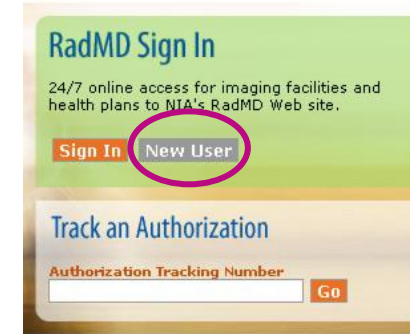 RadMD Sign In
24/7 online access for imaging facilities and
health plans to NIA's RadMD Web site.
Sign In New User
Track an Authorization
Authorization Tracking Number
Go